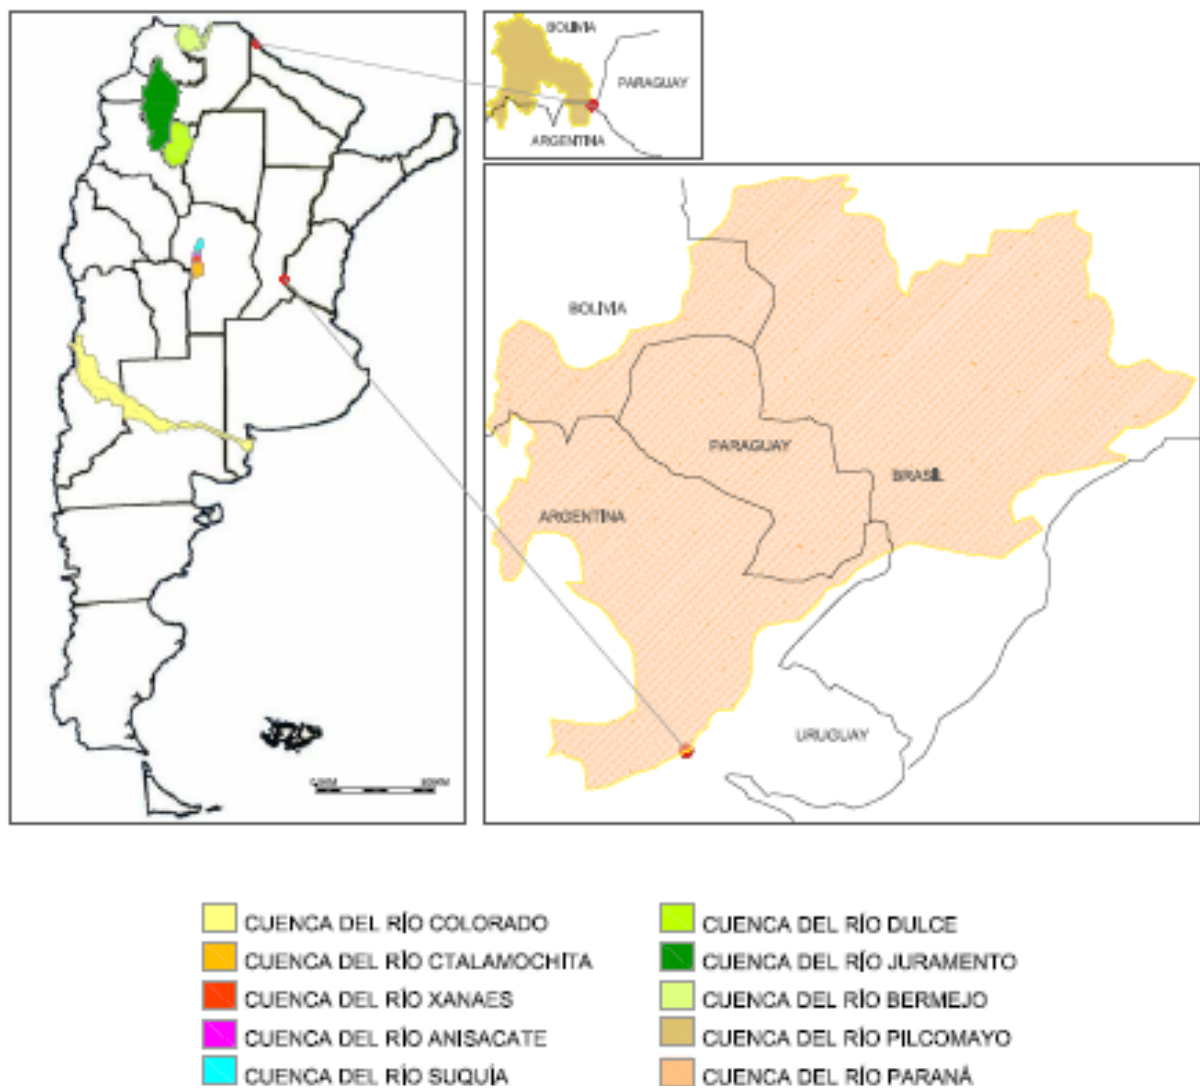 BOLIVIA
PARAGUAY
ARGENTINA
BOLIVIA
PARAGUAY
BRASÍL
ARGENTINA
URUGUAY
CUENCA DEL RÍO COLORADO
CUENCA DEL RÍO CTALAMOCHITA
CUENCA DEL RÍO XANAES
CUENCA DEL RÍO ANISACATE
CUENCA DEL RÍO SUQUÍA
CUENCA DEL RÍO DULCE
CUENCA DEL RÍO JURAMENTO
CUENCA DEL RÍO BERMEJO
CUENCA DEL RÍO PILCOMAYO
CUENCA DEL RÍO PARANÁ